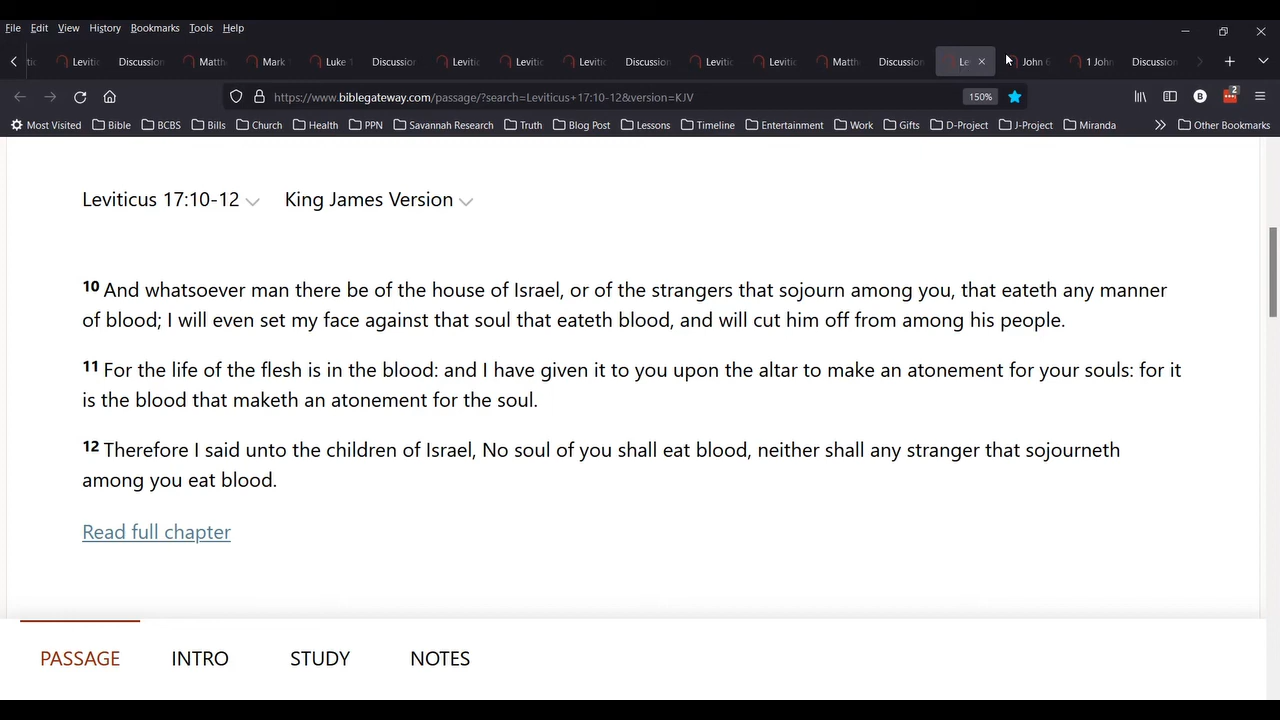 File Edit View History Bookmarks Tools Help
Leviti Discussion Matth Mark Luke 1 Discussion Leviti Leviti Leviti Discussion Leviti Leviti Matth Discussion Le John 6 1 John Discussion
https://www.biblegateway.com/passage/?search=Leviticus+17:10-12&version=KJV 150% B 2
Most Visited Bible BCBS Bills Church Health PPN Savannah Research Truth Blog Post Lessons Timeline Entertainment Work Gifts D-Project J-Project Miranda Other Bookmarks
Leviticus 17:10-12 King James Version
10 And whatsoever man there be of the house of Israel, or of the strangers that sojourn among you, that eateth any manner
of blood; I will even set my face against that soul that eateth blood, and will cut him off from among his people.
11 For the life of the flesh is in the blood: and I have given it to you upon the altar to make an atonement for your souls: for it
is the blood that maketh an atonement for the soul.
12 Therefore I said unto the children of Israel, No soul of you shall eat blood, neither shall any stranger that sojourneth
among you eat blood.
Read full chapter
PASSAGE INTRO STUDY NOTES